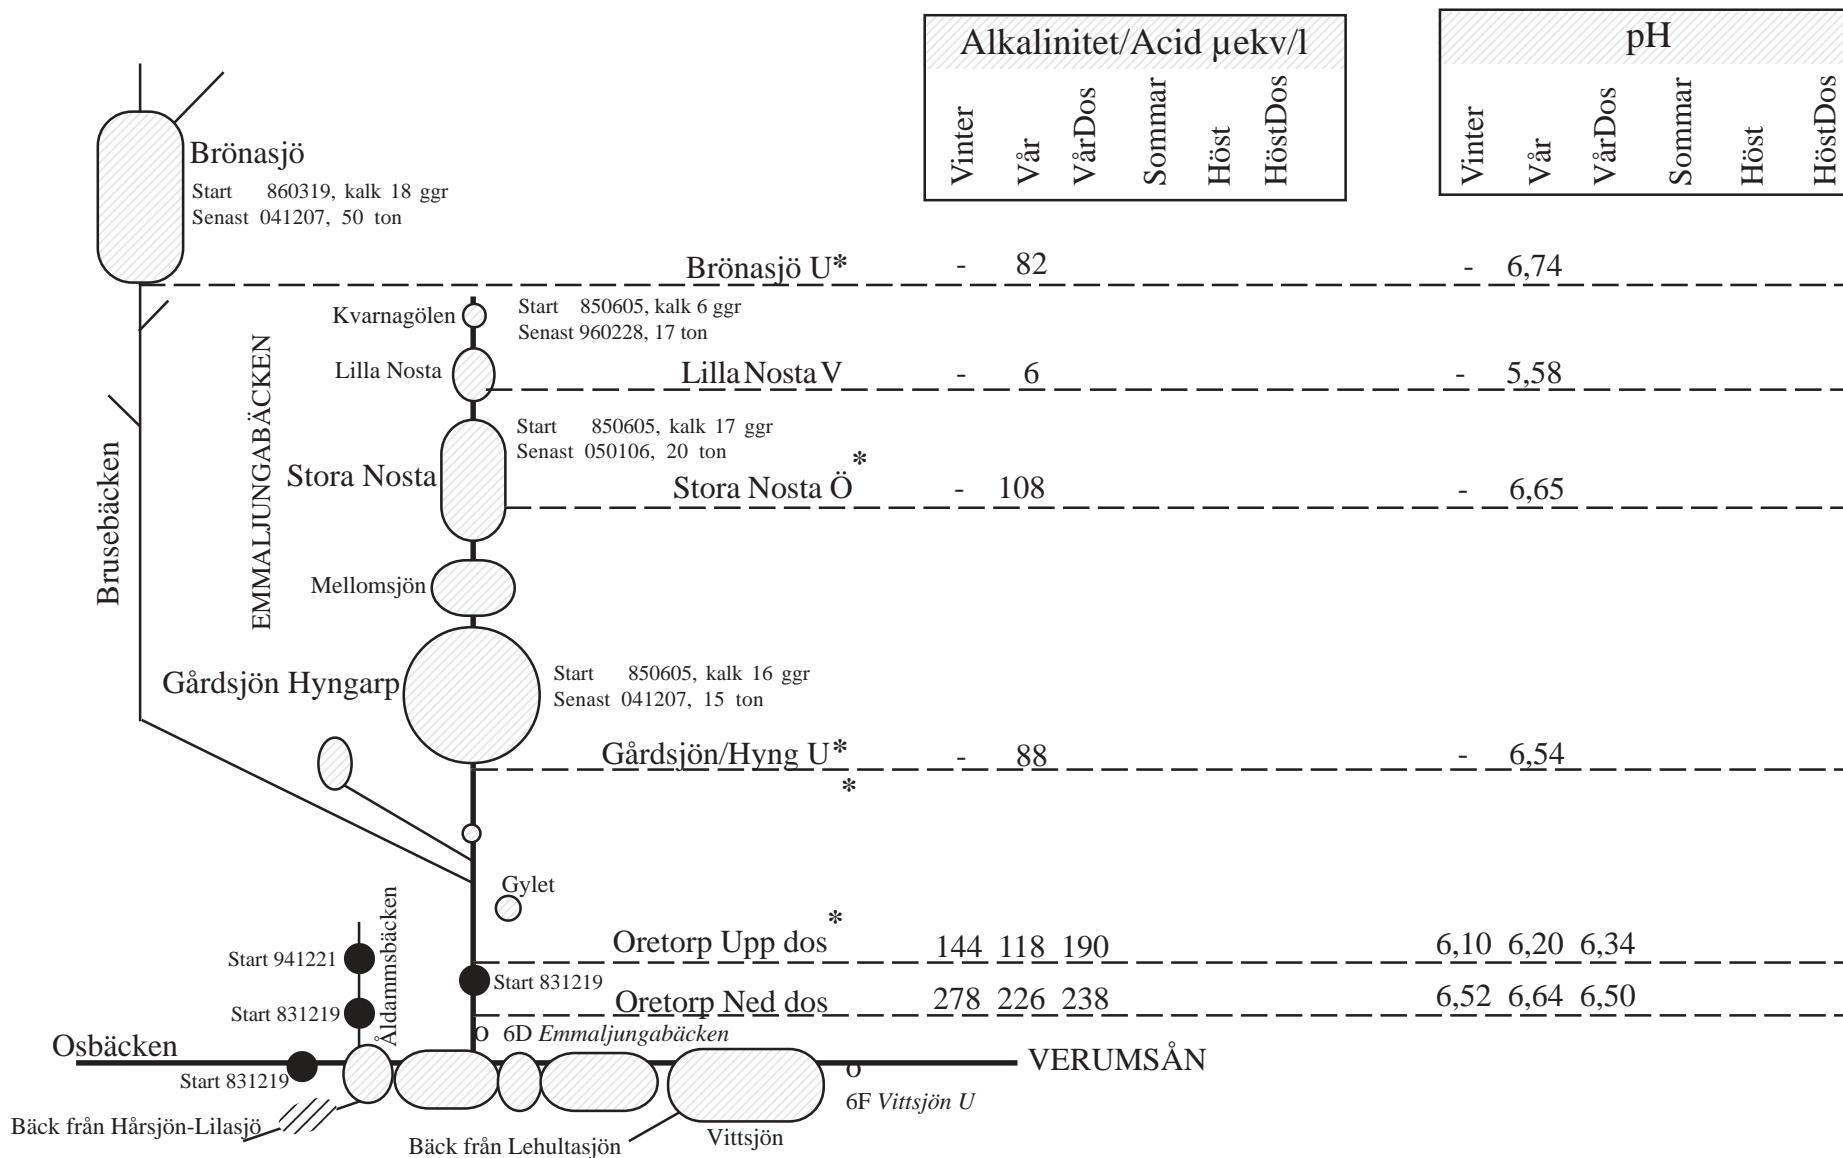 Alkalinitet/Acid µekv/l
pH
Vinter
Vår
VårDos
Sommar
Höst
HöstDos
Vinter
Vår
VårDos
Sommar
Höst
HöstDos
Brönasjö
Start 860319, kalk 18 ggr
Senast 041207, 50 ton
Brönasjö U* - 82 - 6,74
Kvarnagölen
Start 850605, kalk 6 ggr
Senast 960228, 17 ton
Lilla Nosta
Lilla Nosta V - 6 - 5,58
EMMALJUNGABÄCKEN
Brusebäcken
Start 850605, kalk 17 ggr
Senast 050106, 20 ton
Stora Nosta
*
Stora Nosta Ö - 108 - 6,65
Mellomsjön
Gårdsjön Hyngarp
Start 850605, kalk 16 ggr
Senast 041207, 15 ton
Gårdsjön/Hyng U* - 88 - 6,54
*
Gylet
Åldammsbäcken
*
Oretorp Upp dos 144 118 190 6,10 6,20 6,34
Start 941221
Start 831219
Oretorp Ned dos 278 226 238 6,52 6,64 6,50
Start 831219
o 6D Emmaljungabäcken
Osbäcken
VERUMSÅN
Start 831219
o
6F Vittsjön U
Bäck från Hårsjön-Lilasjö
Bäck från Lehultasjön
Vittsjön